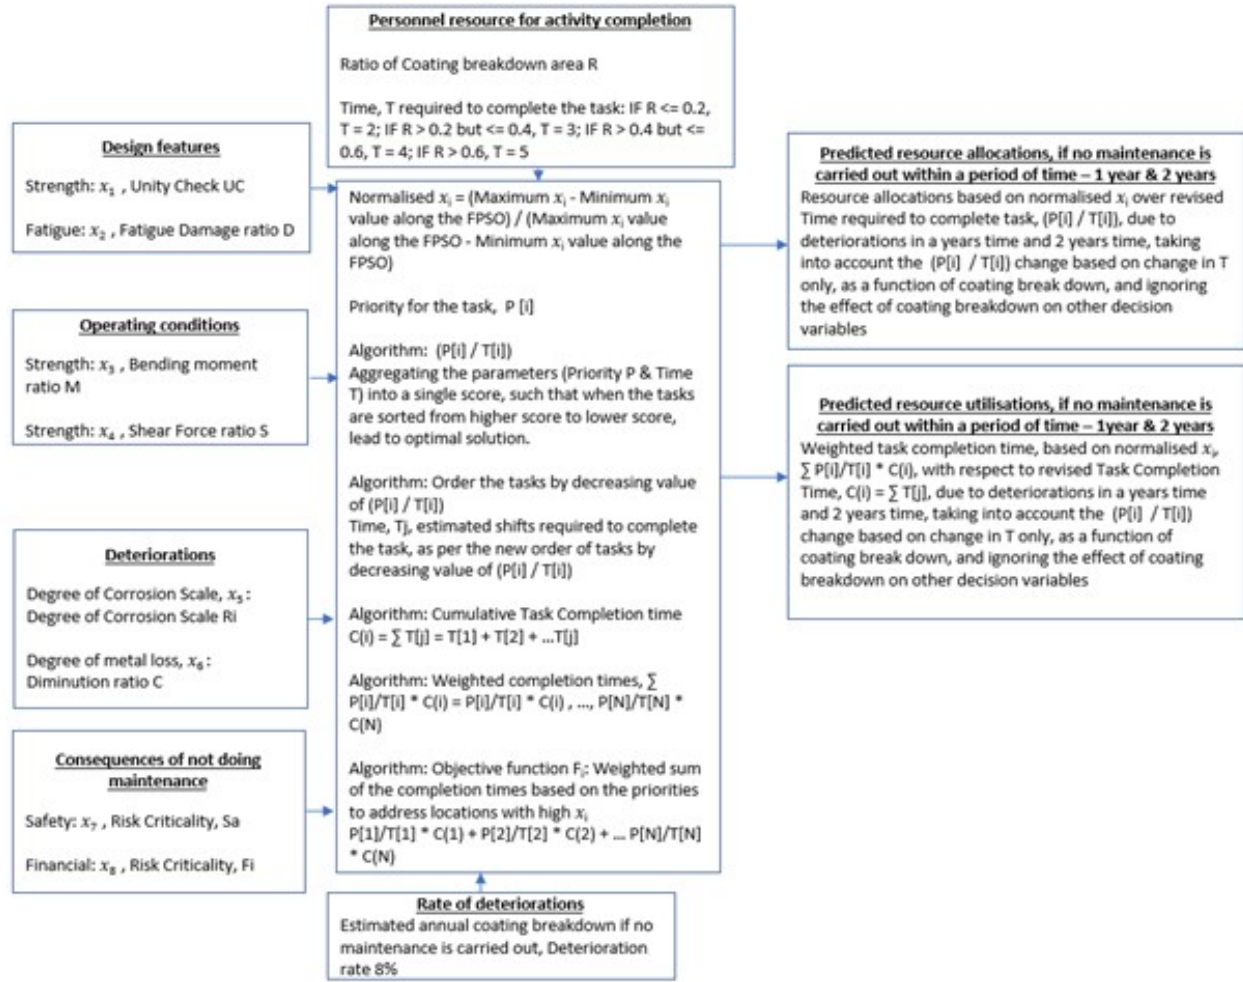 Personnel resource for activity completion
Ratio of Coating breakdown area R
Time, T required to complete the task: IF R <= 0.2,
T = 2; IF R > 0.2 but <= 0.4, T = 3; IF R > 0.4 but <=
0.6, T = 4; IF R > 0.6, T = 5
Design features
Strength: x₁ , Unity Check UC
Fatigue: x₂ , Fatigue Damage ratio D
Operating conditions
Strength: x₃ , Bending moment
ratio M
Strength: x₄ , Shear Force ratio S
Deteriorations
Degree of Corrosion Scale, x₅ :
Degree of Corrosion Scale Ri
Degree of metal loss, x₆ :
Diminution ratio C
Consequences of not doing
maintenance
Safety: x₇ , Risk Criticality, Sa
Financial: x₈ , Risk Criticality, Fi
Normalised xᵢ = (Maximum xᵢ - Minimum xᵢ
value along the FPSO) / (Maximum xᵢ value
along the FPSO - Minimum xᵢ value along the
FPSO)
Priority for the task, P [i]
Algorithm: (P[i] / T[i])
Aggregating the parameters (Priority P & Time
T) into a single score, such that when the tasks
are sorted from higher score to lower score,
lead to optimal solution.
Algorithm: Order the tasks by decreasing value
of (P[i] / T[i])
Time, Tj, estimated shifts required to complete
the task, as per the new order of tasks by
decreasing value of (P[i] / T[i])
Algorithm: Cumulative Task Completion time
C(i) = ∑ T[j] = T[1] + T[2] + ...T[j]
Algorithm: Weighted completion times, ∑
P[i]/T[i] * C(i) = P[i]/T[i] * C(i) , ..., P[N]/T[N] *
C(N)
Algorithm: Objective function Fᵢ: Weighted sum
of the completion times based on the priorities
to address locations with high xᵢ
P[1]/T[1] * C(1) + P[2]/T[2] * C(2) + ... P[N]/T[N]
* C(N)
Rate of deteriorations
Estimated annual coating breakdown if no
maintenance is carried out, Deterioration
rate 8%
Predicted resource allocations, if no maintenance is
carried out within a period of time – 1 year & 2 years
Resource allocations based on normalised xᵢ over revised
Time required to complete task, (P[i] / T[i]), due to
deteriorations in a years time and 2 years time, taking
into account the (P[i] / T[i]) change based on change in T
only, as a function of coating break down, and ignoring
the effect of coating breakdown on other decision
variables
Predicted resource utilisations, if no maintenance is
carried out within a period of time – 1year & 2 years
Weighted task completion time, based on normalised xᵢ,
∑ P[i]/T[i] * C(i), with respect to revised Task Completion
Time, C(i) = ∑ T[j], due to deteriorations in a years time
and 2 years time, taking into account the (P[i] / T[i])
change based on change in T only, as a function of
coating break down, and ignoring the effect of coating
breakdown on other decision variables